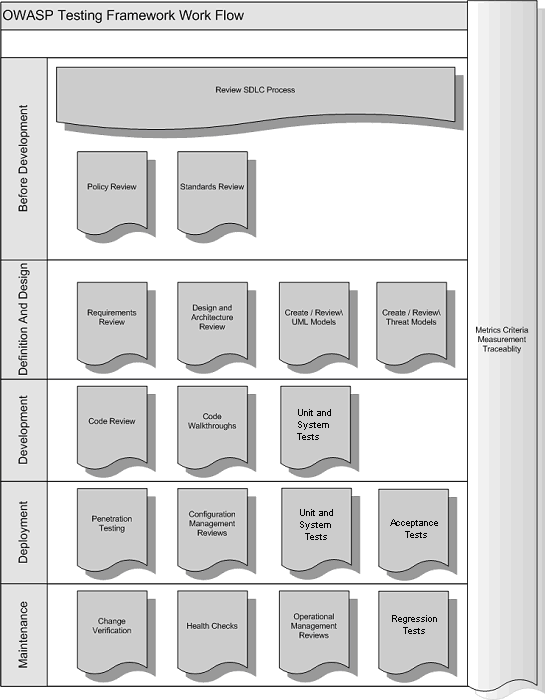 OWASP Testing Framework Work Flow
Before Development
Review SDLC Process
Policy Review
Standards Review
Definition And Design
Requirements
Review
Design and
Architecture
Review
Create / Review\
UML Models
Create / Review\
Threat Models
Metrics Criteria
Measurement
Traceablity
Development
Code Review
Code
Walkthroughs
Unit and
System
Tests
Deployment
Penetration
Testing
Configuration
Management
Reviews
Unit and
System
Tests
Acceptance
Tests
Maintenance
Change
Verification
Health Checks
Operational
Management
Reviews
Regression
Tests